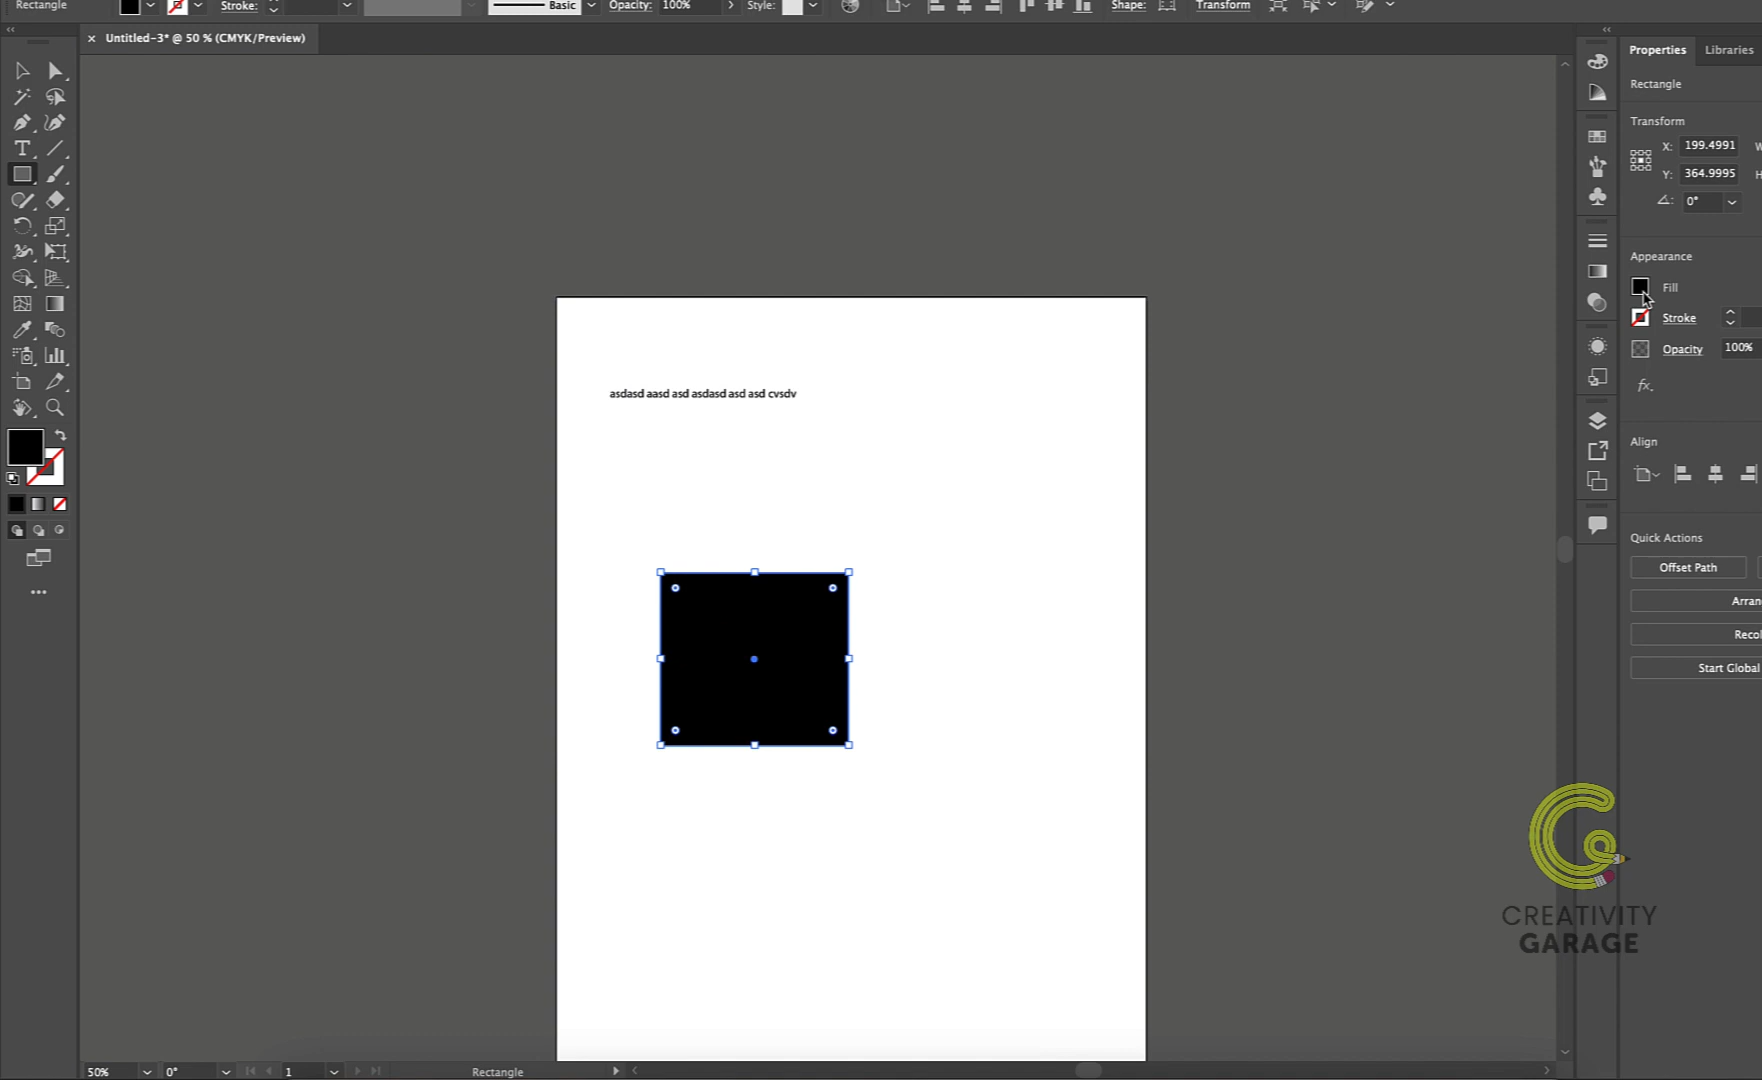 Rectangle Stroke: Basic Opacity: 100% Style: Shape: Transform
Untitled-3* @ 50 % (CMYK/Preview)
Properties Libraries
Rectangle
Transform
X: 199.4991
Y: 364.9995
0°
Appearance
Fill
Stroke
Opacity 100%
fx.
asdasd aasd asd asdasd asd asd cvsdv
Align
Quick Actions
Offset Path
Arran
Recol
Start Global
CREATIVITY
GARAGE
50% 0° 1 Rectangle